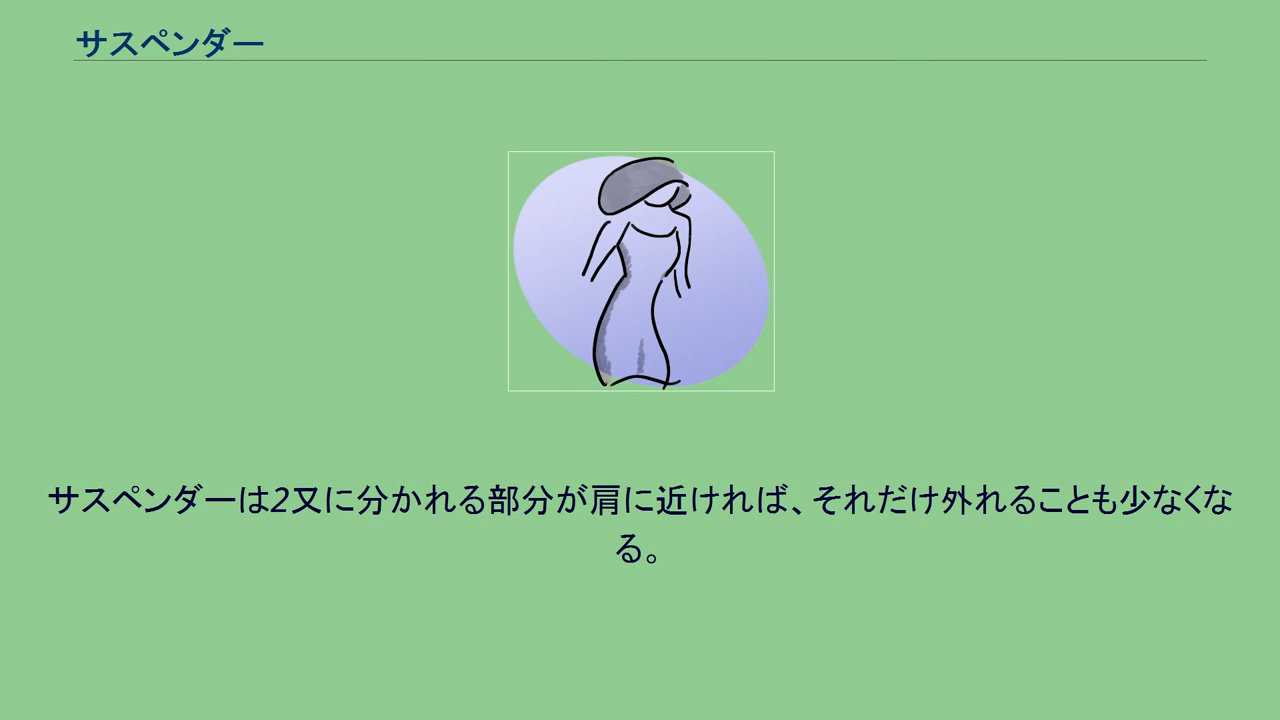 サスペンダー
サスペンダーは2又に分かれる部分が肩に近ければ、それだけ外れることも少なくな
る。